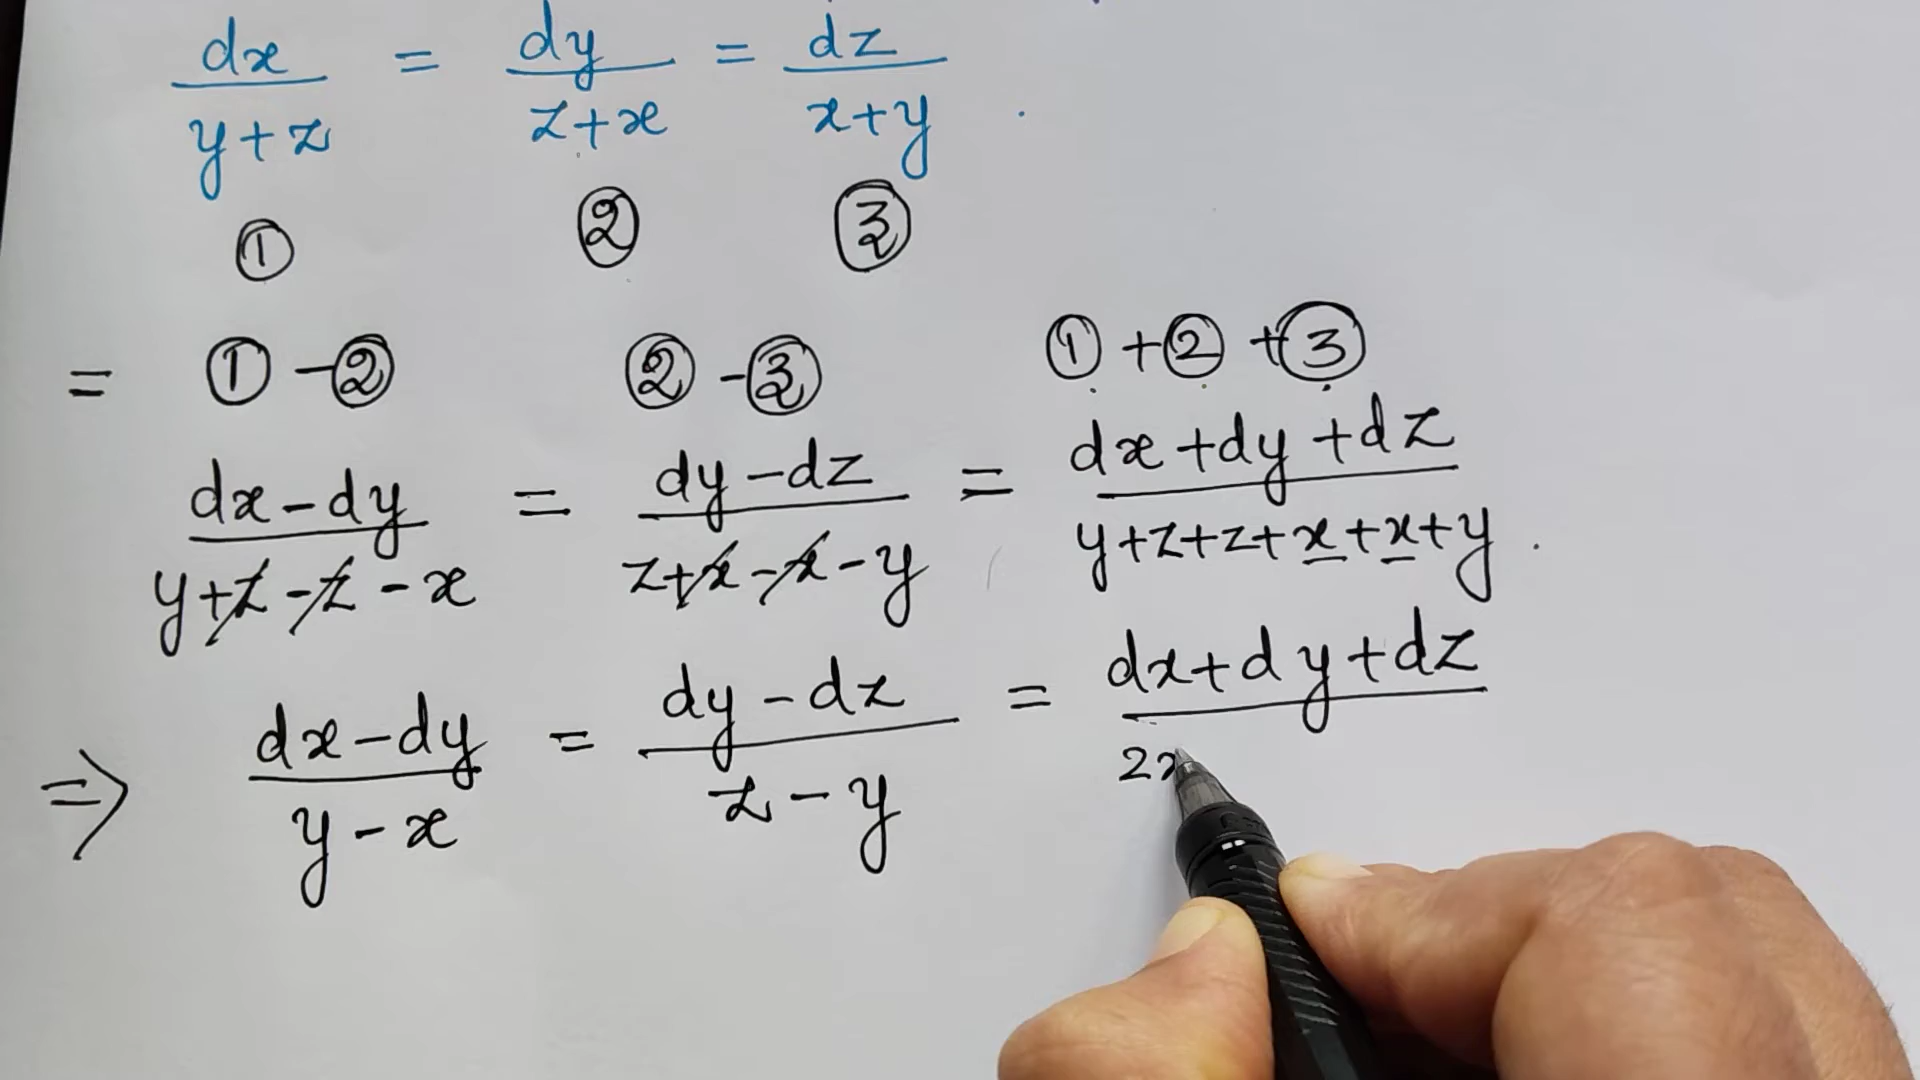 dx/(y+z) = dy/(z+x) = dz/(x+y) .
① ② ③
= ①-② ②-③ ①+②+③
(dx-dy)/(y+z-z-x) = (dy-dz)/(z+x-x-y) = (dx+dy+dz)/(y+z+z+x+x+y) .
⇒ (dx-dy)/(y-x) = (dy-dz)/(z-y) = (dx+dy+dz)/(2x